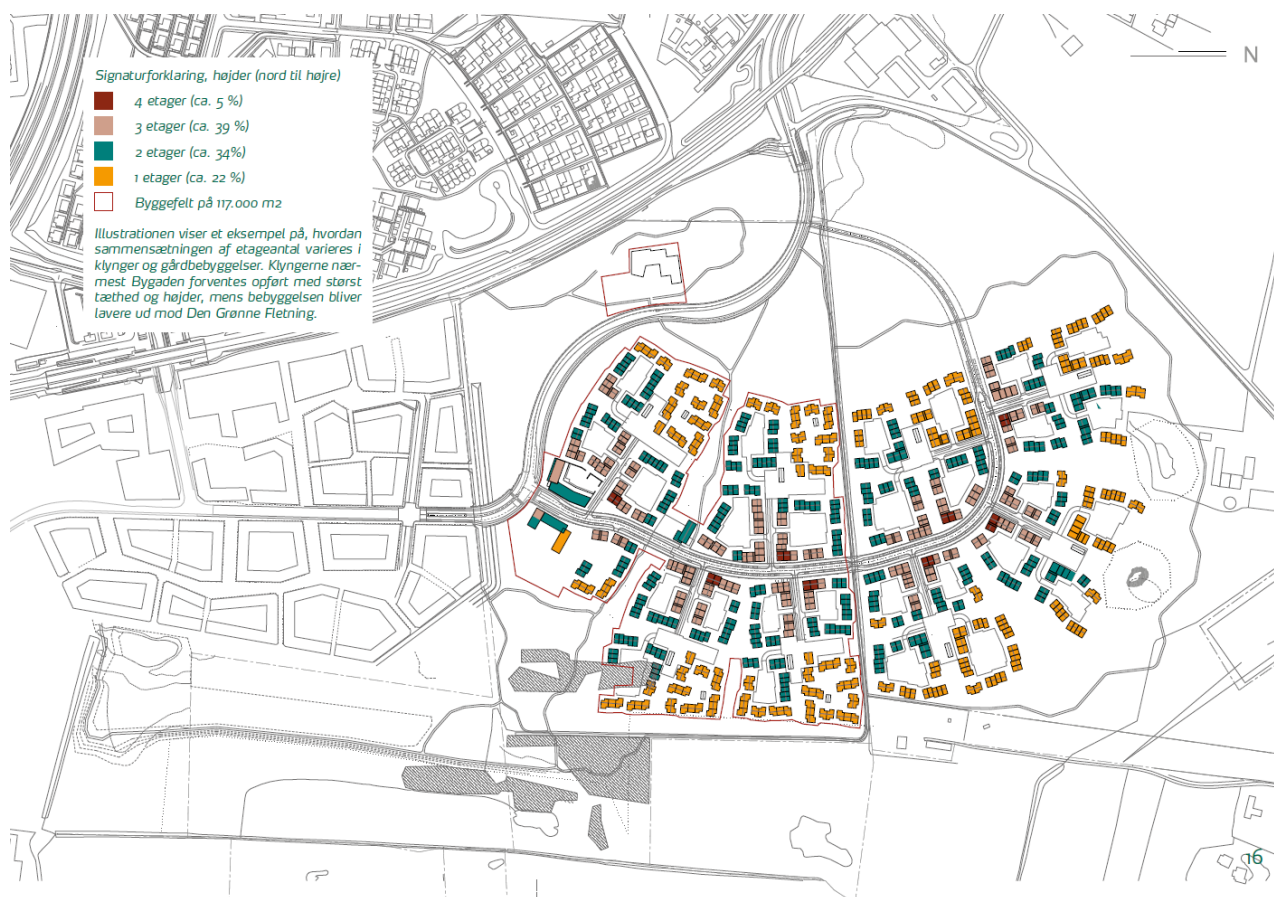 Signaturforklaring, højder (nord til højre)
4 etager (ca. 5 %)
3 etager (ca. 39 %)
2 etager (ca. 34%)
1 etager (ca. 22 %)
Byggefelt på 117.000 m2
Illustrationen viser et eksempel på, hvordan
sammensætningen af etageantal varieres i
klynger og gårdbebyggelser. Klyngerne nær-
mest Bygaden forventes opført med størst
tæthed og højder, mens bebyggelsen bliver
lavere ud mod Den Grønne Fletning.
N
16